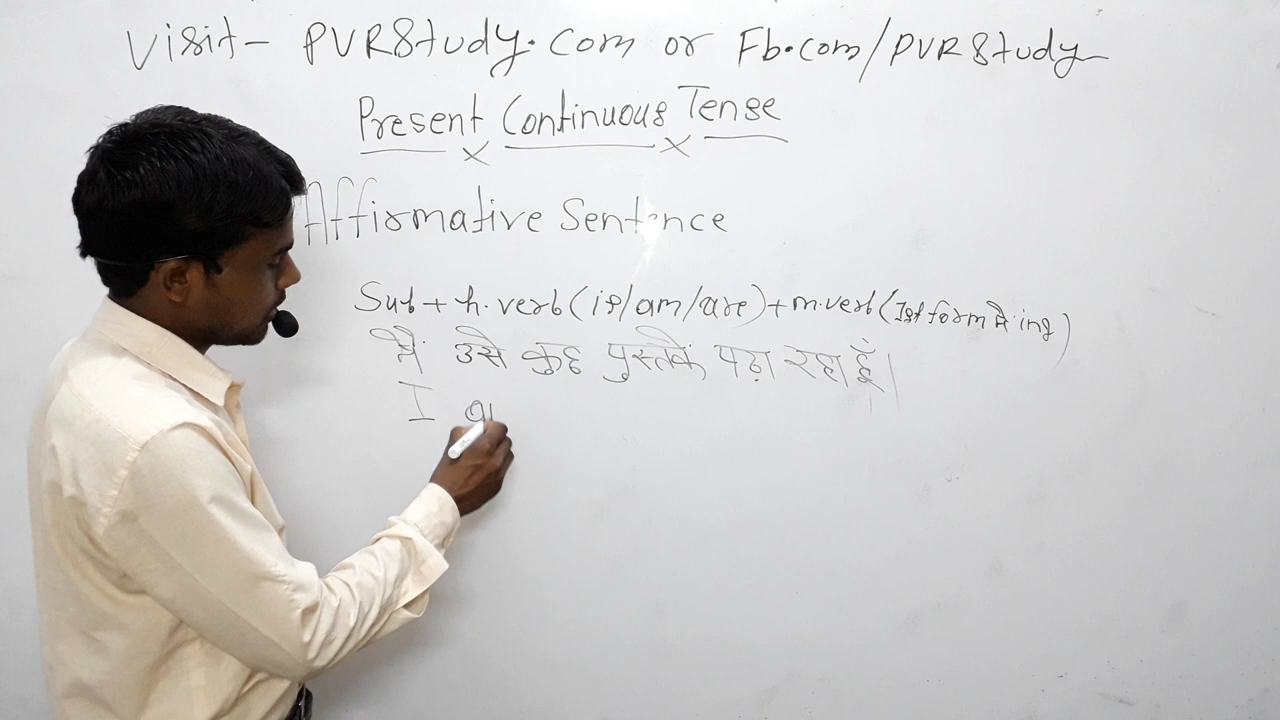 Visit- PVRStudy.Com or Fb.com/PVRStudy
Present Continuous Tense
Affirmative Sentence
Sub + h.verb (is/am/are) + m.verb (Ist form में ing)
मैं उसे कुछ पुस्तकें पढ़ा रहा हूँ।
I a